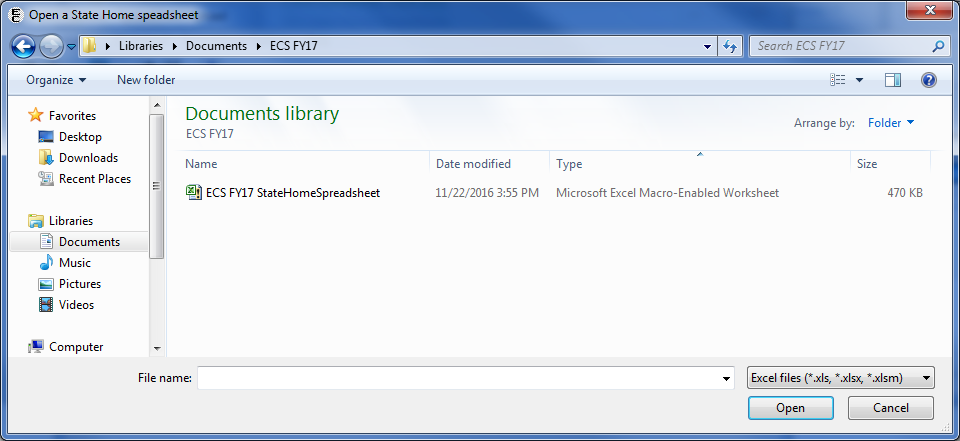 Open a State Home speadsheet
Libraries Documents ECS FY17
Search ECS FY17
Organize New folder
Favorites
Desktop
Downloads
Recent Places
Libraries
Documents
Music
Pictures
Videos
Computer
Documents library
ECS FY17
Arrange by: Folder
Name Date modified Type Size
ECS FY17 StateHomeSpreadsheet 11/22/2016 3:55 PM Microsoft Excel Macro-Enabled Worksheet 470 KB
File name:
Excel files (*.xls, *.xlsx, *.xlsm)
Open Cancel